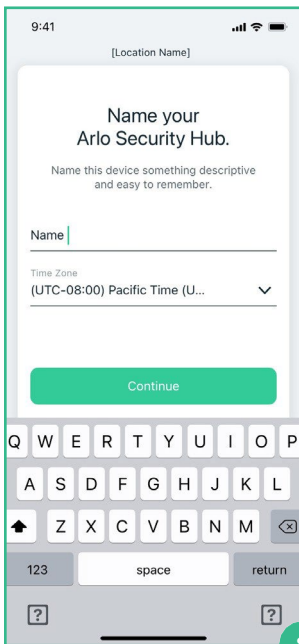 9:41
[Location Name]
Name your
Arlo Security Hub.
Name this device something descriptive
and easy to remember.
Name
Time Zone
(UTC-08:00) Pacific Time (U...
Continue
Q W E R T Y U I O P
A S D F G H J K L
Z X C V B N M
123 space return
? ?